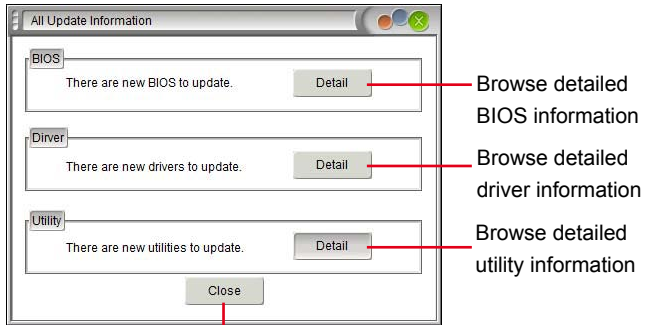 All Update Information
BIOS
There are new BIOS to update.
Detail
Browse detailed
BIOS information
Dirver
There are new drivers to update.
Detail
Browse detailed
driver information
Utility
There are new utilities to update.
Detail
Browse detailed
utility information
Close